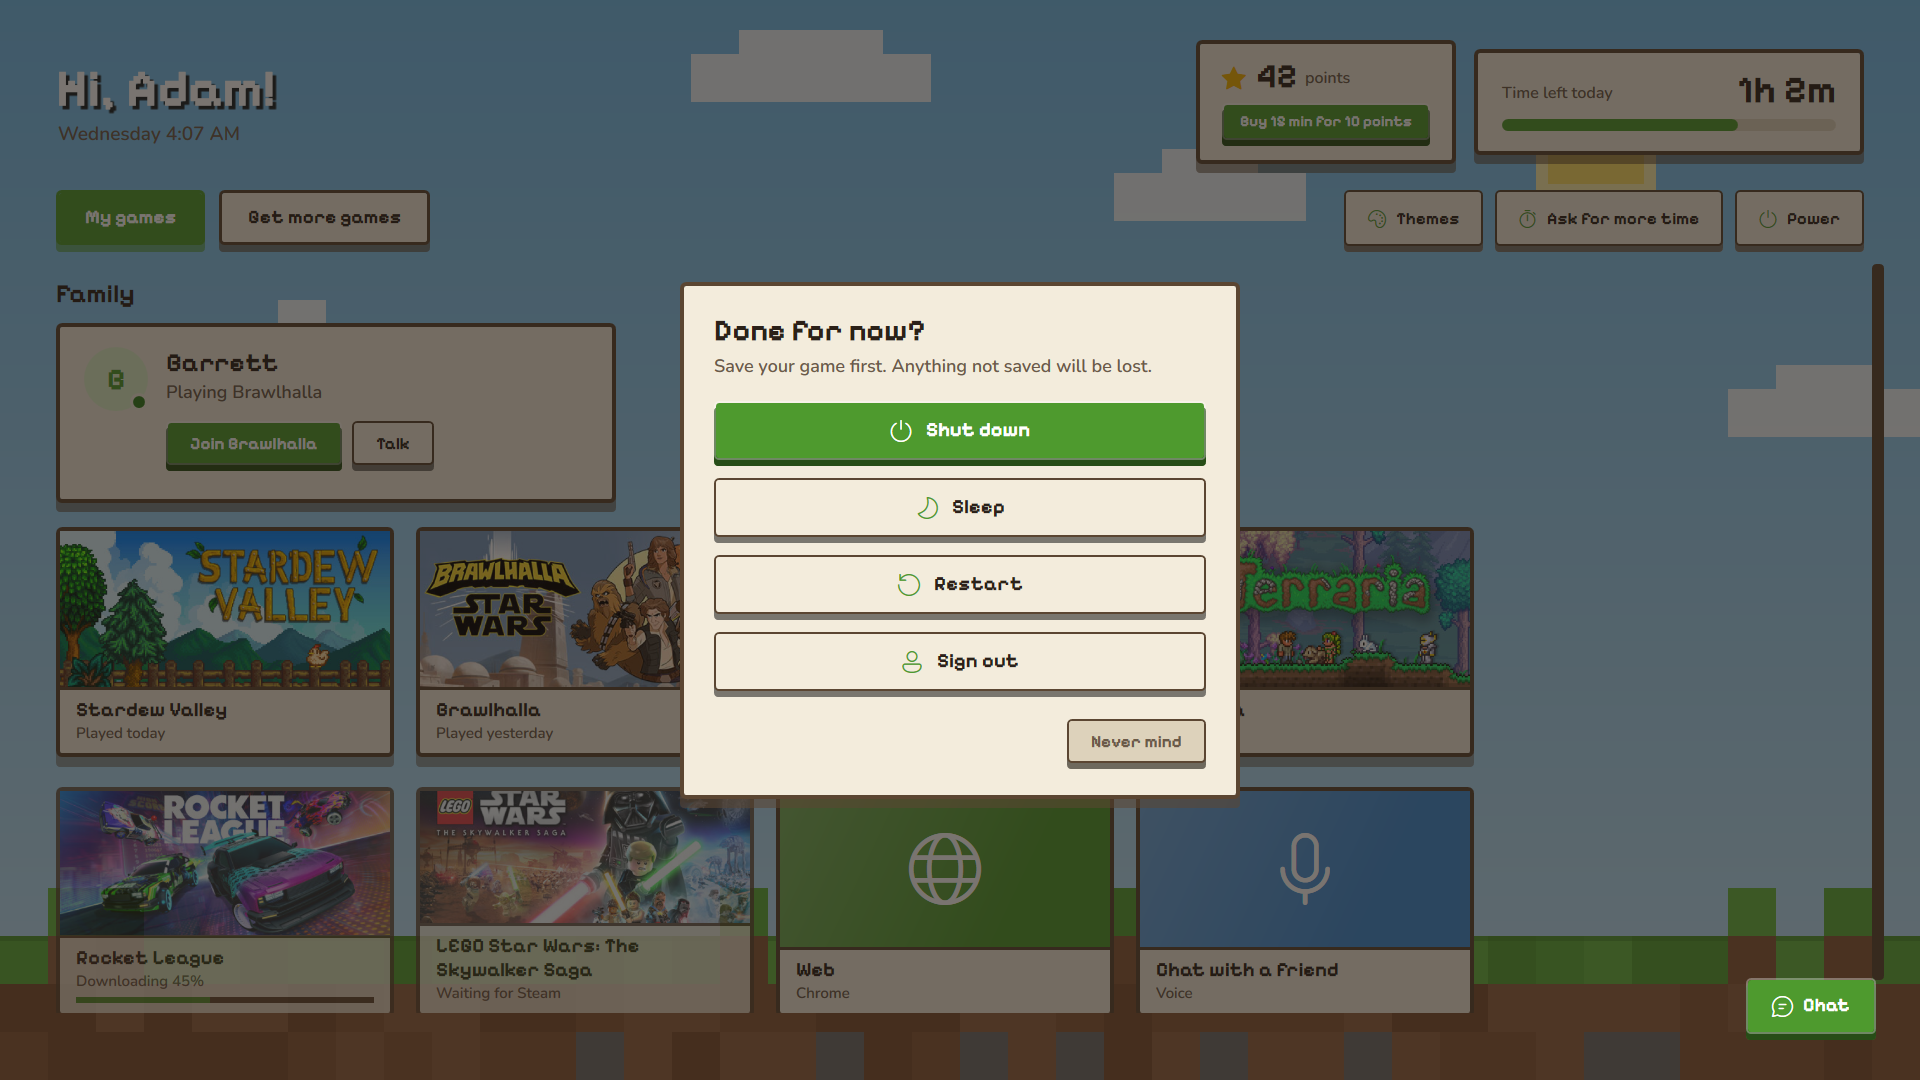 Hi, Adam!
Wednesday 4:07 AM
42 points
Buy 18 min for 10 points
Time left today
1h 2m
My games
Get more games
Themes
Ask for more time
Power
Family
B
Barrett
Playing Brawlhalla
Join Brawlhalla
Talk
Done for now?
Save your game first. Anything not saved will be lost.
Shut down
Sleep
Restart
Sign out
Never mind
STARDEW
VALLEY
Stardew Valley
Played today
BRAWLHALLA
STAR
WARS
Brawlhalla
Played yesterday
Terraria
ROCKET
LEAGUE
Rocket League
Downloading 45%
LEGO
STAR
WARS
THE SKYWALKER SAGA
LEGO Star Wars: The
Skywalker Saga
Waiting for Steam
Web
Chrome
Chat with a friend
Voice
Chat